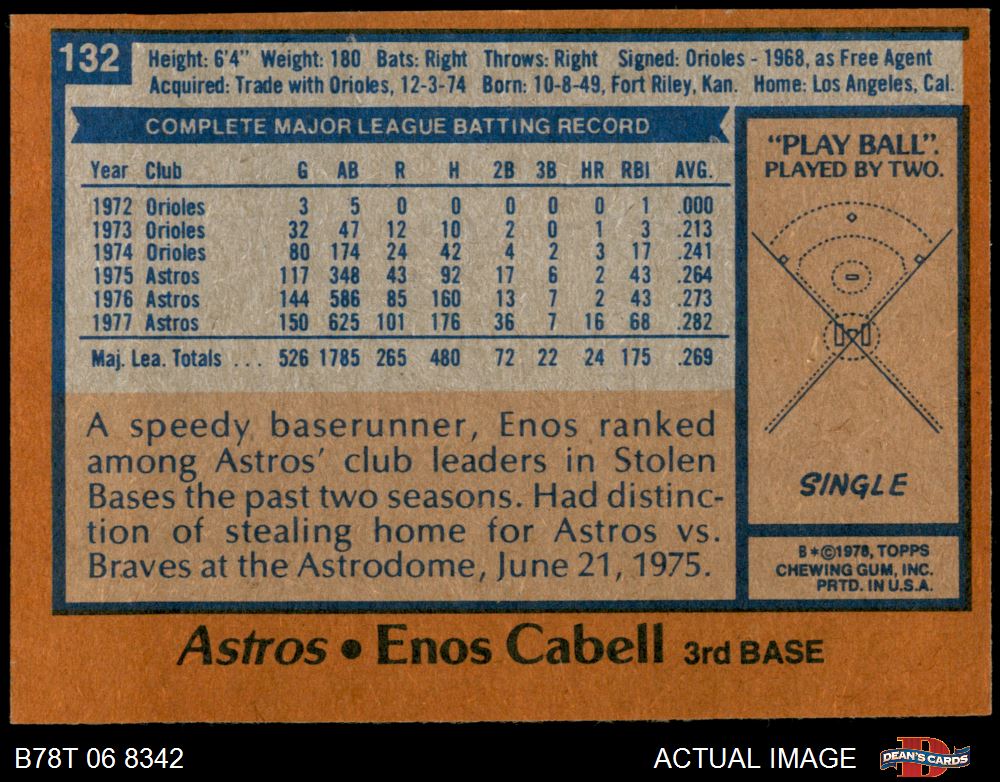 132
Height: 6'4" Weight: 180 Bats: Right Throws: Right Signed: Orioles - 1968, as Free Agent
Acquired: Trade with Orioles, 12-3-74 Born: 10-8-49, Fort Riley, Kan. Home: Los Angeles, Cal.
COMPLETE MAJOR LEAGUE BATTING RECORD
Year Club G AB R H 2B 3B HR RBI AVG.
1972 Orioles 3 5 0 0 0 0 0 1 .000
1973 Orioles 32 47 12 10 2 0 1 3 .213
1974 Orioles 80 174 24 42 4 2 3 17 .241
1975 Astros 117 348 43 92 17 6 2 43 .264
1976 Astros 144 586 85 160 13 7 2 43 .273
1977 Astros 150 625 101 176 36 7 16 68 .282
Maj. Lea. Totals ... 526 1785 265 480 72 22 24 175 .269
A speedy baserunner, Enos ranked
among Astros' club leaders in Stolen
Bases the past two seasons. Had distinc-
tion of stealing home for Astros vs.
Braves at the Astrodome, June 21, 1975.
"PLAY BALL".
PLAYED BY TWO.
SINGLE
B*©1978, TOPPS
CHEWING GUM, INC.
PRTD. IN U.S.A.
Astros • Enos Cabell 3rd BASE
B78T 06 8342
ACTUAL IMAGE
D
DEAN'S CARDS